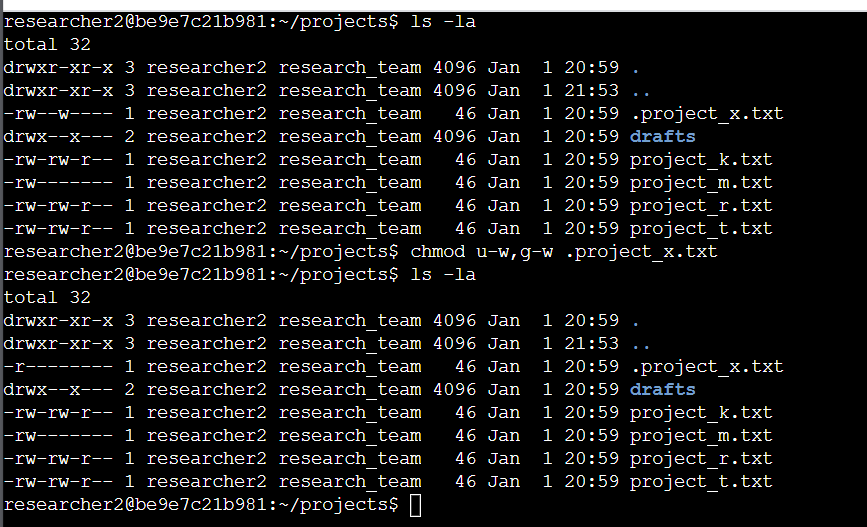 researcher2@be9e7c21b981:~/projects$ ls -la
total 32
drwxr-xr-x 3 researcher2 research_team 4096 Jan  1 20:59 .
drwxr-xr-x 3 researcher2 research_team 4096 Jan  1 21:53 ..
-rw--w---- 1 researcher2 research_team   46 Jan  1 20:59 .project_x.txt
drwx--x--- 2 researcher2 research_team 4096 Jan  1 20:59 drafts
-rw-rw-r-- 1 researcher2 research_team   46 Jan  1 20:59 project_k.txt
-rw------- 1 researcher2 research_team   46 Jan  1 20:59 project_m.txt
-rw-rw-r-- 1 researcher2 research_team   46 Jan  1 20:59 project_r.txt
-rw-rw-r-- 1 researcher2 research_team   46 Jan  1 20:59 project_t.txt
researcher2@be9e7c21b981:~/projects$ chmod u-w,g-w .project_x.txt
researcher2@be9e7c21b981:~/projects$ ls -la
total 32
drwxr-xr-x 3 researcher2 research_team 4096 Jan  1 20:59 .
drwxr-xr-x 3 researcher2 research_team 4096 Jan  1 21:53 ..
-r-------- 1 researcher2 research_team   46 Jan  1 20:59 .project_x.txt
drwx--x--- 2 researcher2 research_team 4096 Jan  1 20:59 drafts
-rw-rw-r-- 1 researcher2 research_team   46 Jan  1 20:59 project_k.txt
-rw------- 1 researcher2 research_team   46 Jan  1 20:59 project_m.txt
-rw-rw-r-- 1 researcher2 research_team   46 Jan  1 20:59 project_r.txt
-rw-rw-r-- 1 researcher2 research_team   46 Jan  1 20:59 project_t.txt
researcher2@be9e7c21b981:~/projects$